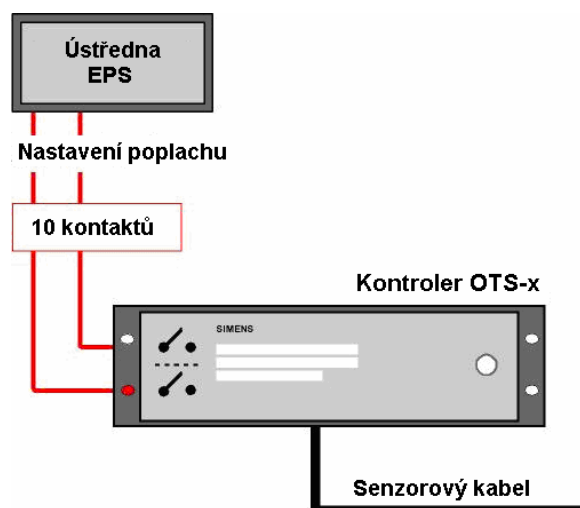 Ústředna
EPS
Nastavení poplachu
10 kontaktů
Kontroler OTS-x
SIMENS
Senzorový kabel